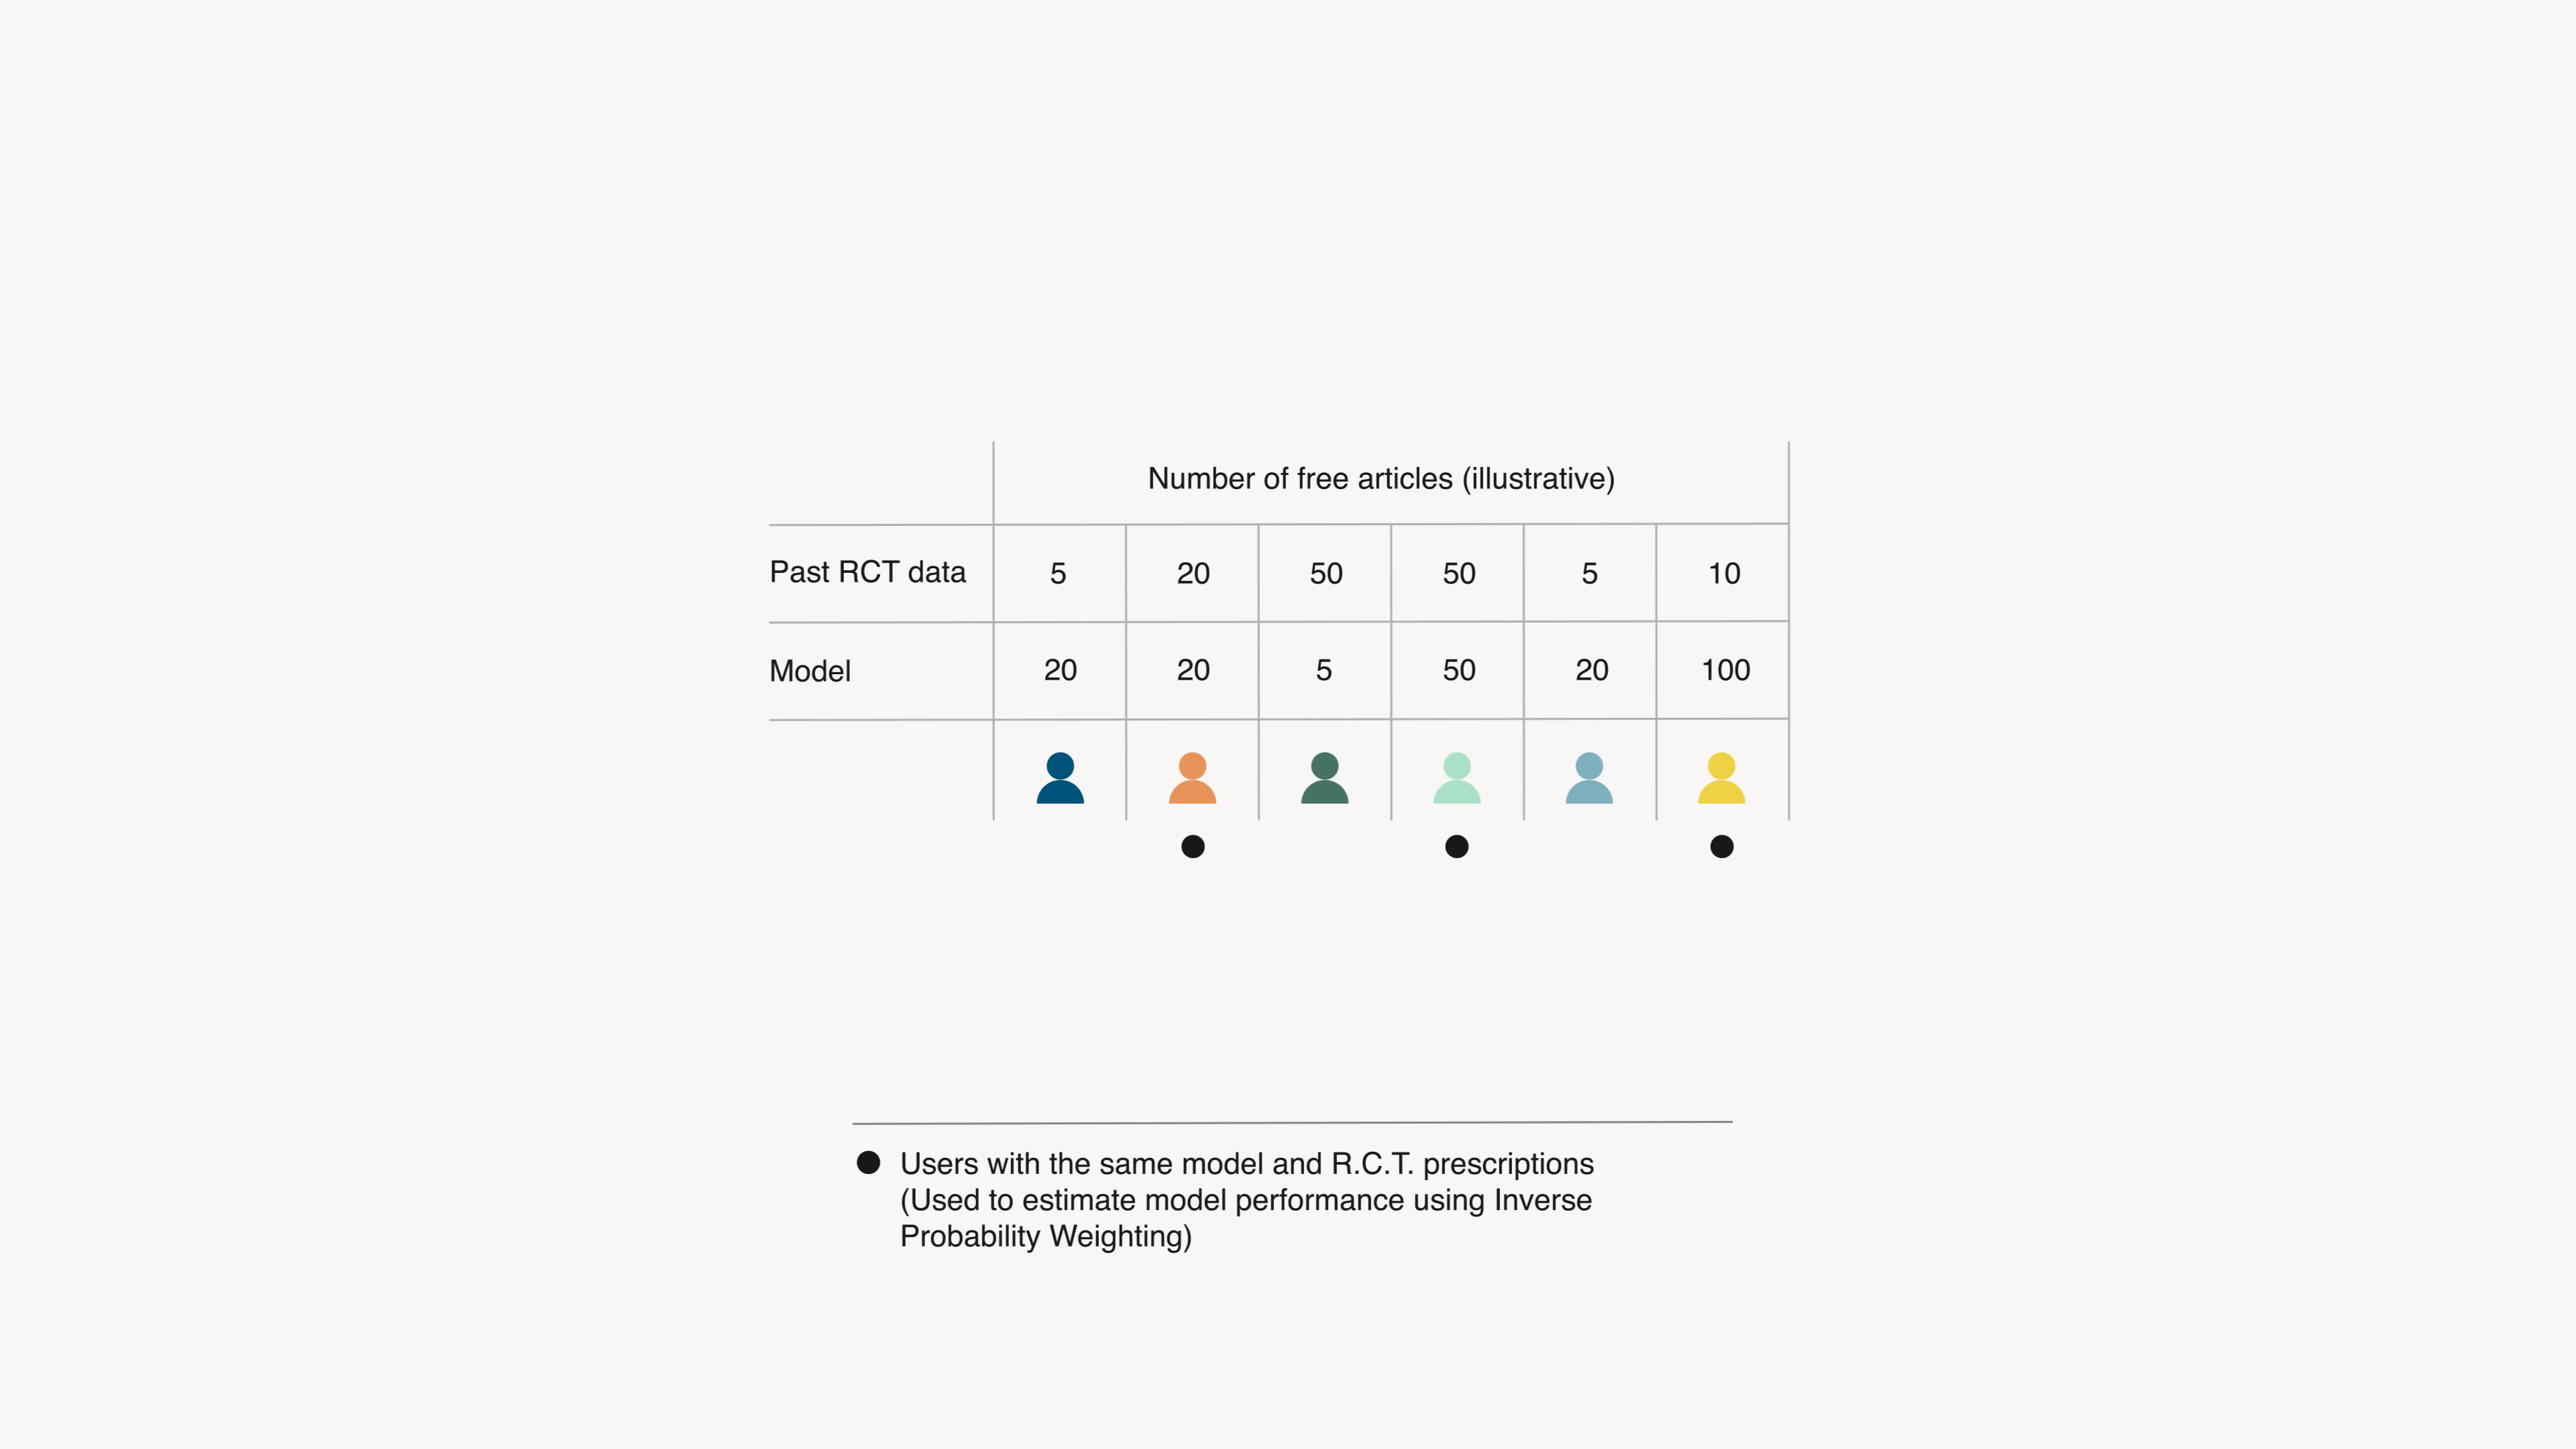 Number of free articles (illustrative)
Past RCT data 5 20 50 50 5 10
Model 20 20 5 50 20 100
Users with the same model and R.C.T. prescriptions
(Used to estimate model performance using Inverse
Probability Weighting)